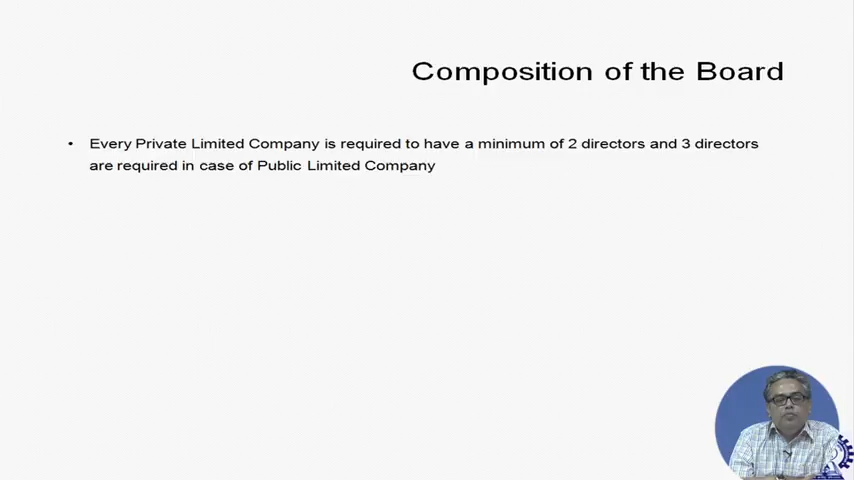 Composition of the Board
• Every Private Limited Company is required to have a minimum of 2 directors and 3 directors
are required in case of Public Limited Company